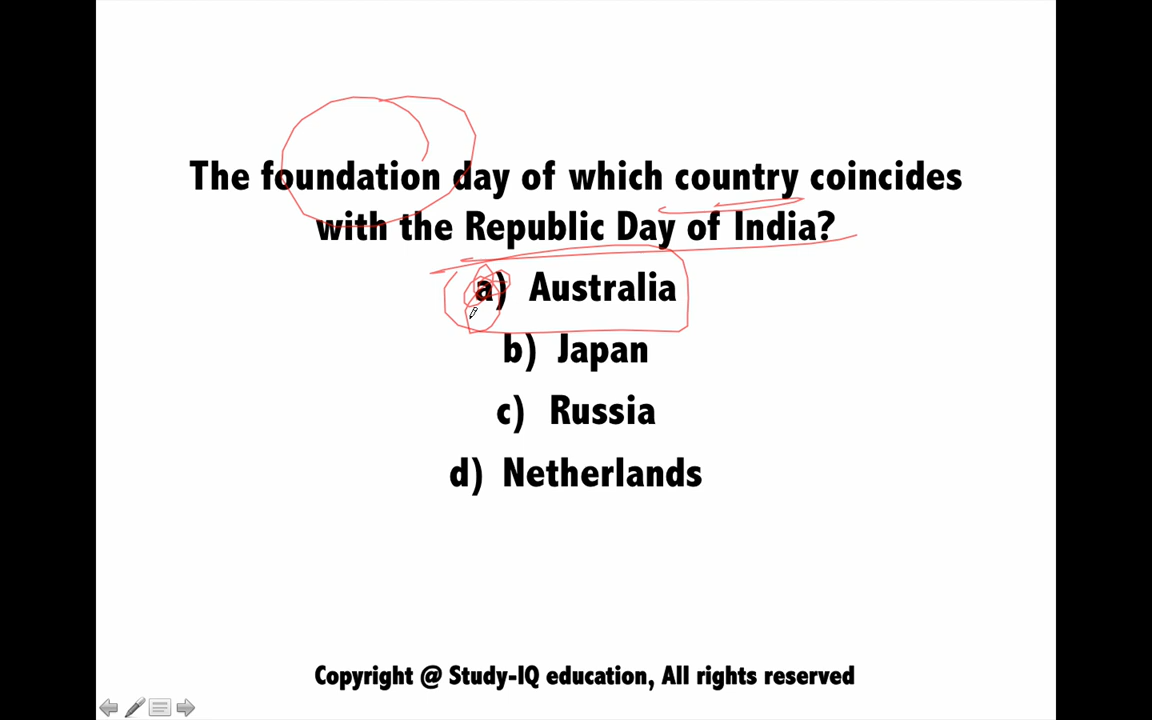 The foundation day of which country coincides
with the Republic Day of India?
a) Australia
b) Japan
c) Russia
d) Netherlands
Copyright @ Study-IQ education, All rights reserved